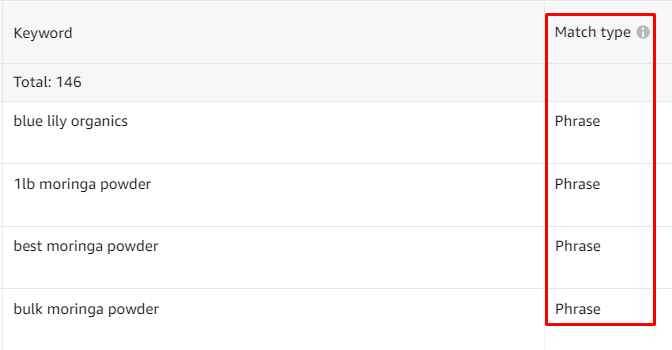 Keyword Match type
Total: 146
blue lily organics Phrase
1lb moringa powder Phrase
best moringa powder Phrase
bulk moringa powder Phrase